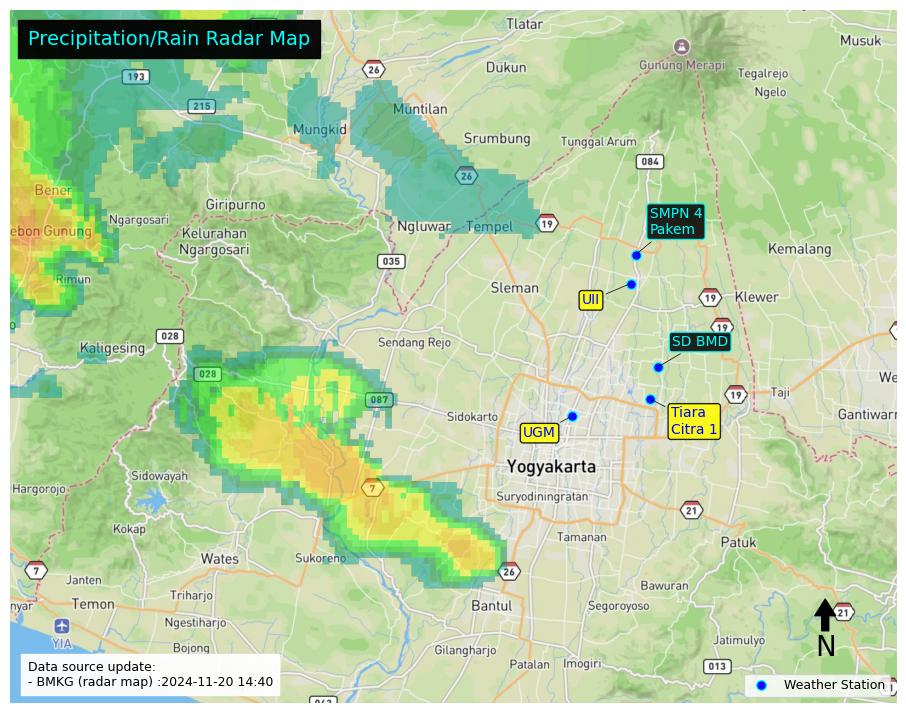 Precipitation/Rain Radar Map
Tlatar
Musuk
26
193
Dukun
Gunung Merapi
Tegalrejo
Ngelo
215
Muntilan
Mungkid
Srumbung
Tunggal Arum
084
26
Bener
Giripurno
SMPN 4
Pakem
Ngargosari
ebon Gunung
Kelurahan
Ngargosari
Ngluwar
Tempel
19
Kemalang
035
Rimun
UII
Sleman
19
Klewer
19
028
Kaligesing
Sendang Rejo
SD BMD
028
087
19
Taji
We
Sidokarto
Tiara
Citra 1
Gantiwarn
UGM
Yogyakarta
Sidowayah
Hargorojo
7
Suryodiningratan
21
Kokap
Tamanan
Patuk
Wates
Sukoreno
7
26
Janten
Bawuran
Triharjo
nyar
Temon
Bantul
Segoroyoso
21
Ngestiharjo
YIA
Jatimulyo
N
Bojong
Gilangharjo
Patalan
Imogiri
013
Data source update:
- BMKG (radar map) :2024-11-20 14:40
Weather Station